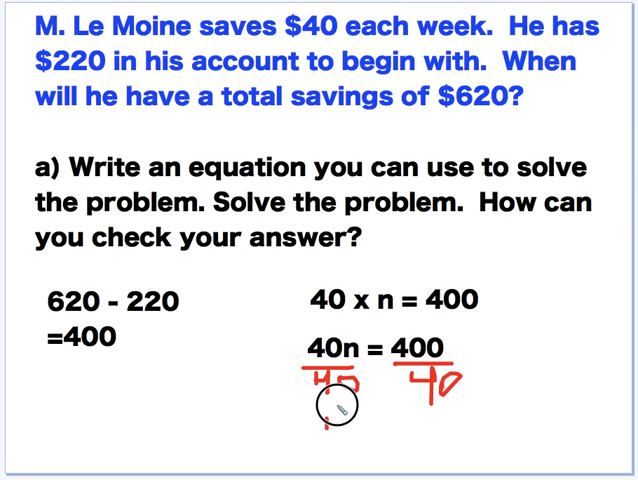 M. Le Moine saves $40 each week.  He has
$220 in his account to begin with.  When
will he have a total savings of $620?
a) Write an equation you can use to solve
the problem. Solve the problem.  How can
you check your answer?
620 - 220
=400
40 x n = 400
40n = 400
40 40